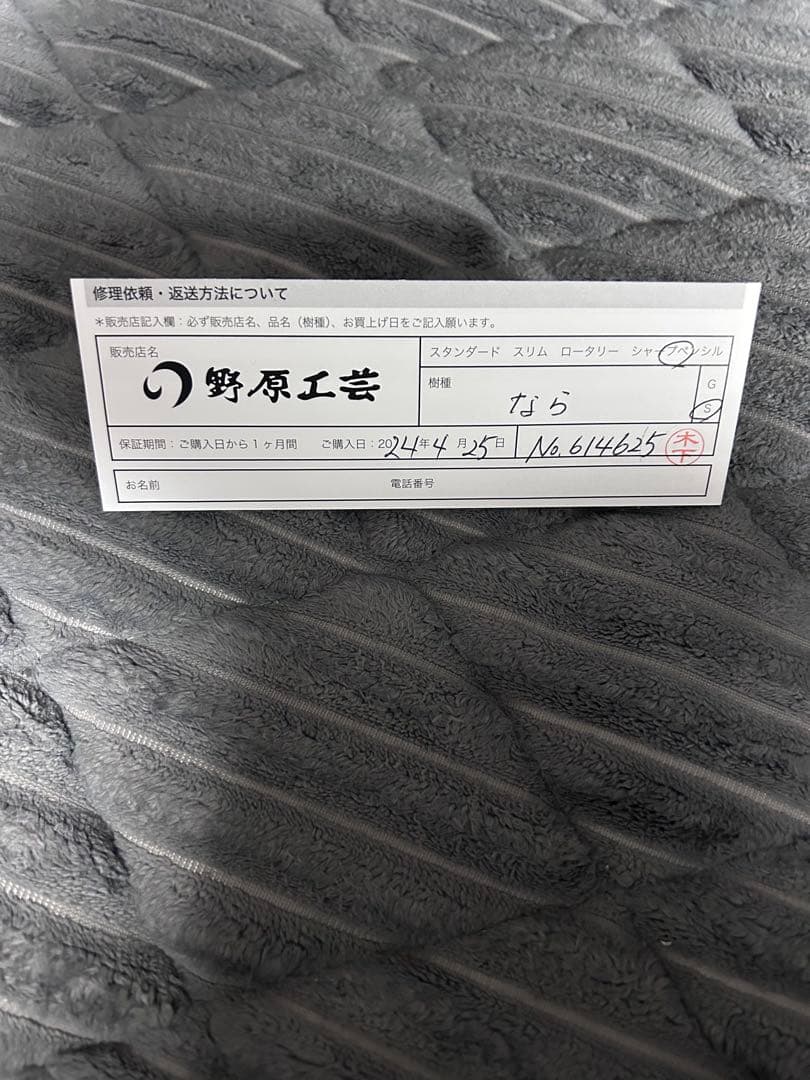 修理依頼・返送方法について
*販売店記入欄:必ず販売店名、品名(樹種)、お買上げ日をご記入願います。
販売店名
野原工芸
スタンダード スリム ロータリー シャープペンシル
樹種
なら
G
S
保証期間:ご購入日から1ヶ月間 ご購入日:2024年4月25日 No.614625 木下
お名前 電話番号